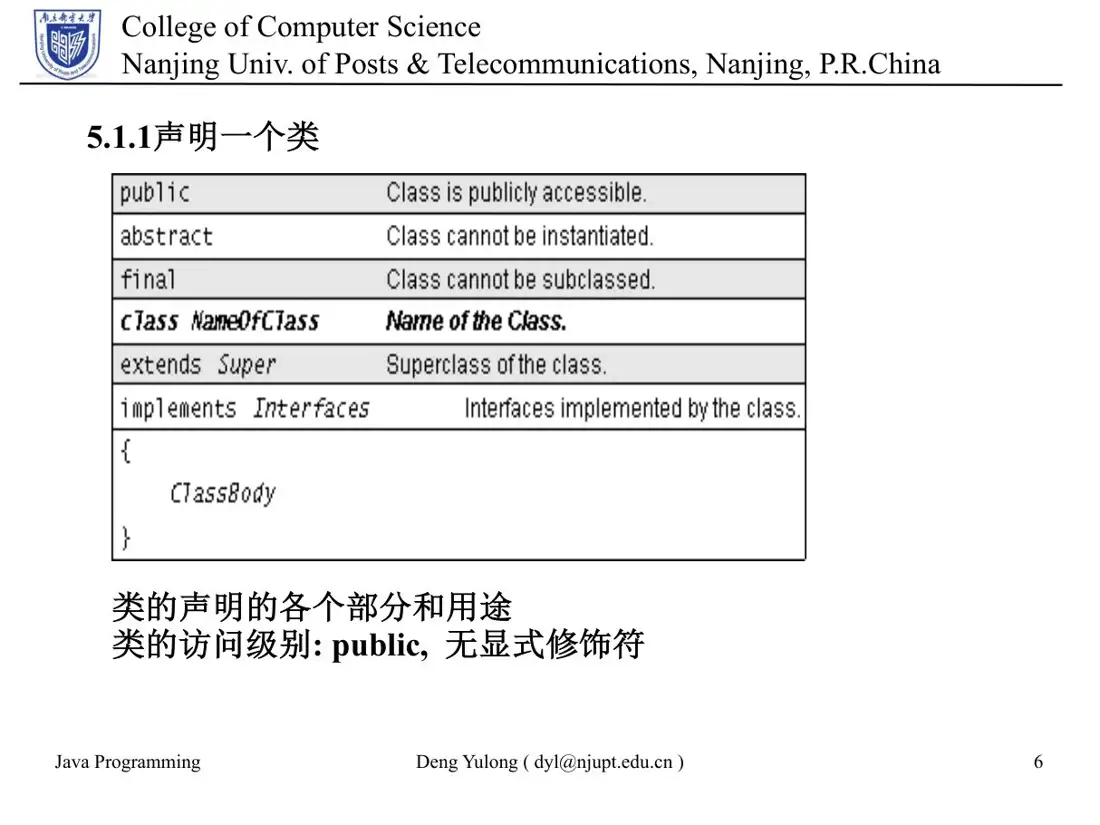 College of Computer Science
Nanjing Univ. of Posts & Telecommunications, Nanjing, P.R.China
5.1.1声明一个类
public Class is publicly accessible.
abstract Class cannot be instantiated.
final Class cannot be subclassed.
class NameOfClass Name of the Class.
extends Super Superclass of the class.
implements Interfaces Interfaces implemented by the class.
{
ClassBody
}
类的声明的各个部分和用途
类的访问级别: public, 无显式修饰符
Java Programming Deng Yulong ( dyl@njupt.edu.cn ) 6